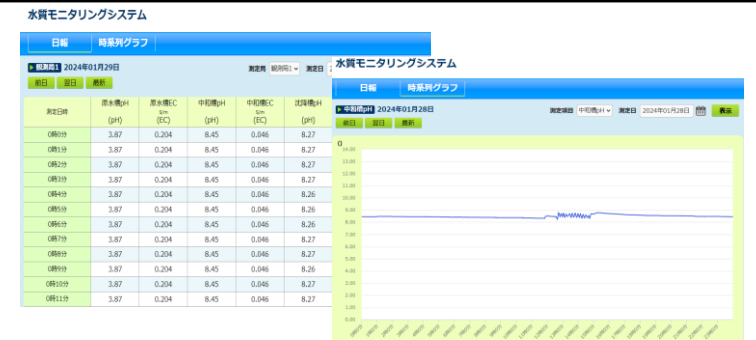 水質モニタリングシステム
日報 時系列グラフ
観測局1 2024年01月29日 測定局 観測局1 測定日 2
前日 翌日 最新
測定日時 原水槽pH 原水槽EC 中和槽pH 中和槽EC 沈降槽pH
S/m S/m
(pH) (EC) (pH) (EC) (pH)
0時0分 3.87 0.204 8.45 0.046 8.27
0時1分 3.87 0.204 8.45 0.046 8.27
0時2分 3.87 0.204 8.45 0.046 8.27
0時3分 3.87 0.204 8.45 0.046 8.27
0時4分 3.87 0.204 8.45 0.046 8.26
0時5分 3.87 0.204 8.45 0.046 8.26
0時6分 3.87 0.204 8.45 0.046 8.26
0時7分 3.87 0.204 8.45 0.046 8.27
0時8分 3.87 0.204 8.45 0.046 8.27
0時9分 3.87 0.204 8.45 0.046 8.26
0時10分 3.87 0.204 8.45 0.046 8.27
0時11分 3.87 0.204 8.45 0.046 8.27
水質モニタリングシステム
日報 時系列グラフ
中和槽pH 2024年01月28日 測定項目 中和槽pH 測定日 2024年01月28日 表示
前日 翌日 最新
0
14.00
13.00
12.00
11.00
10.00
9.00
8.00
7.00
6.00
5.00
4.00
3.00
2.00
1.00
0.00